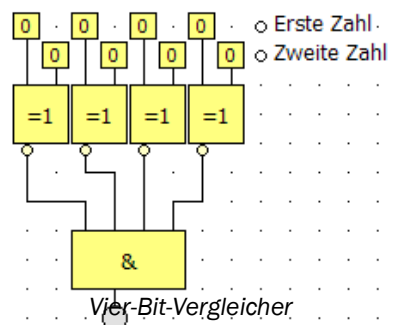 0 0 0 0 Erste Zahl
0 0 0 0 Zweite Zahl
=1 =1 =1 =1
&
Vier-Bit-Vergleicher